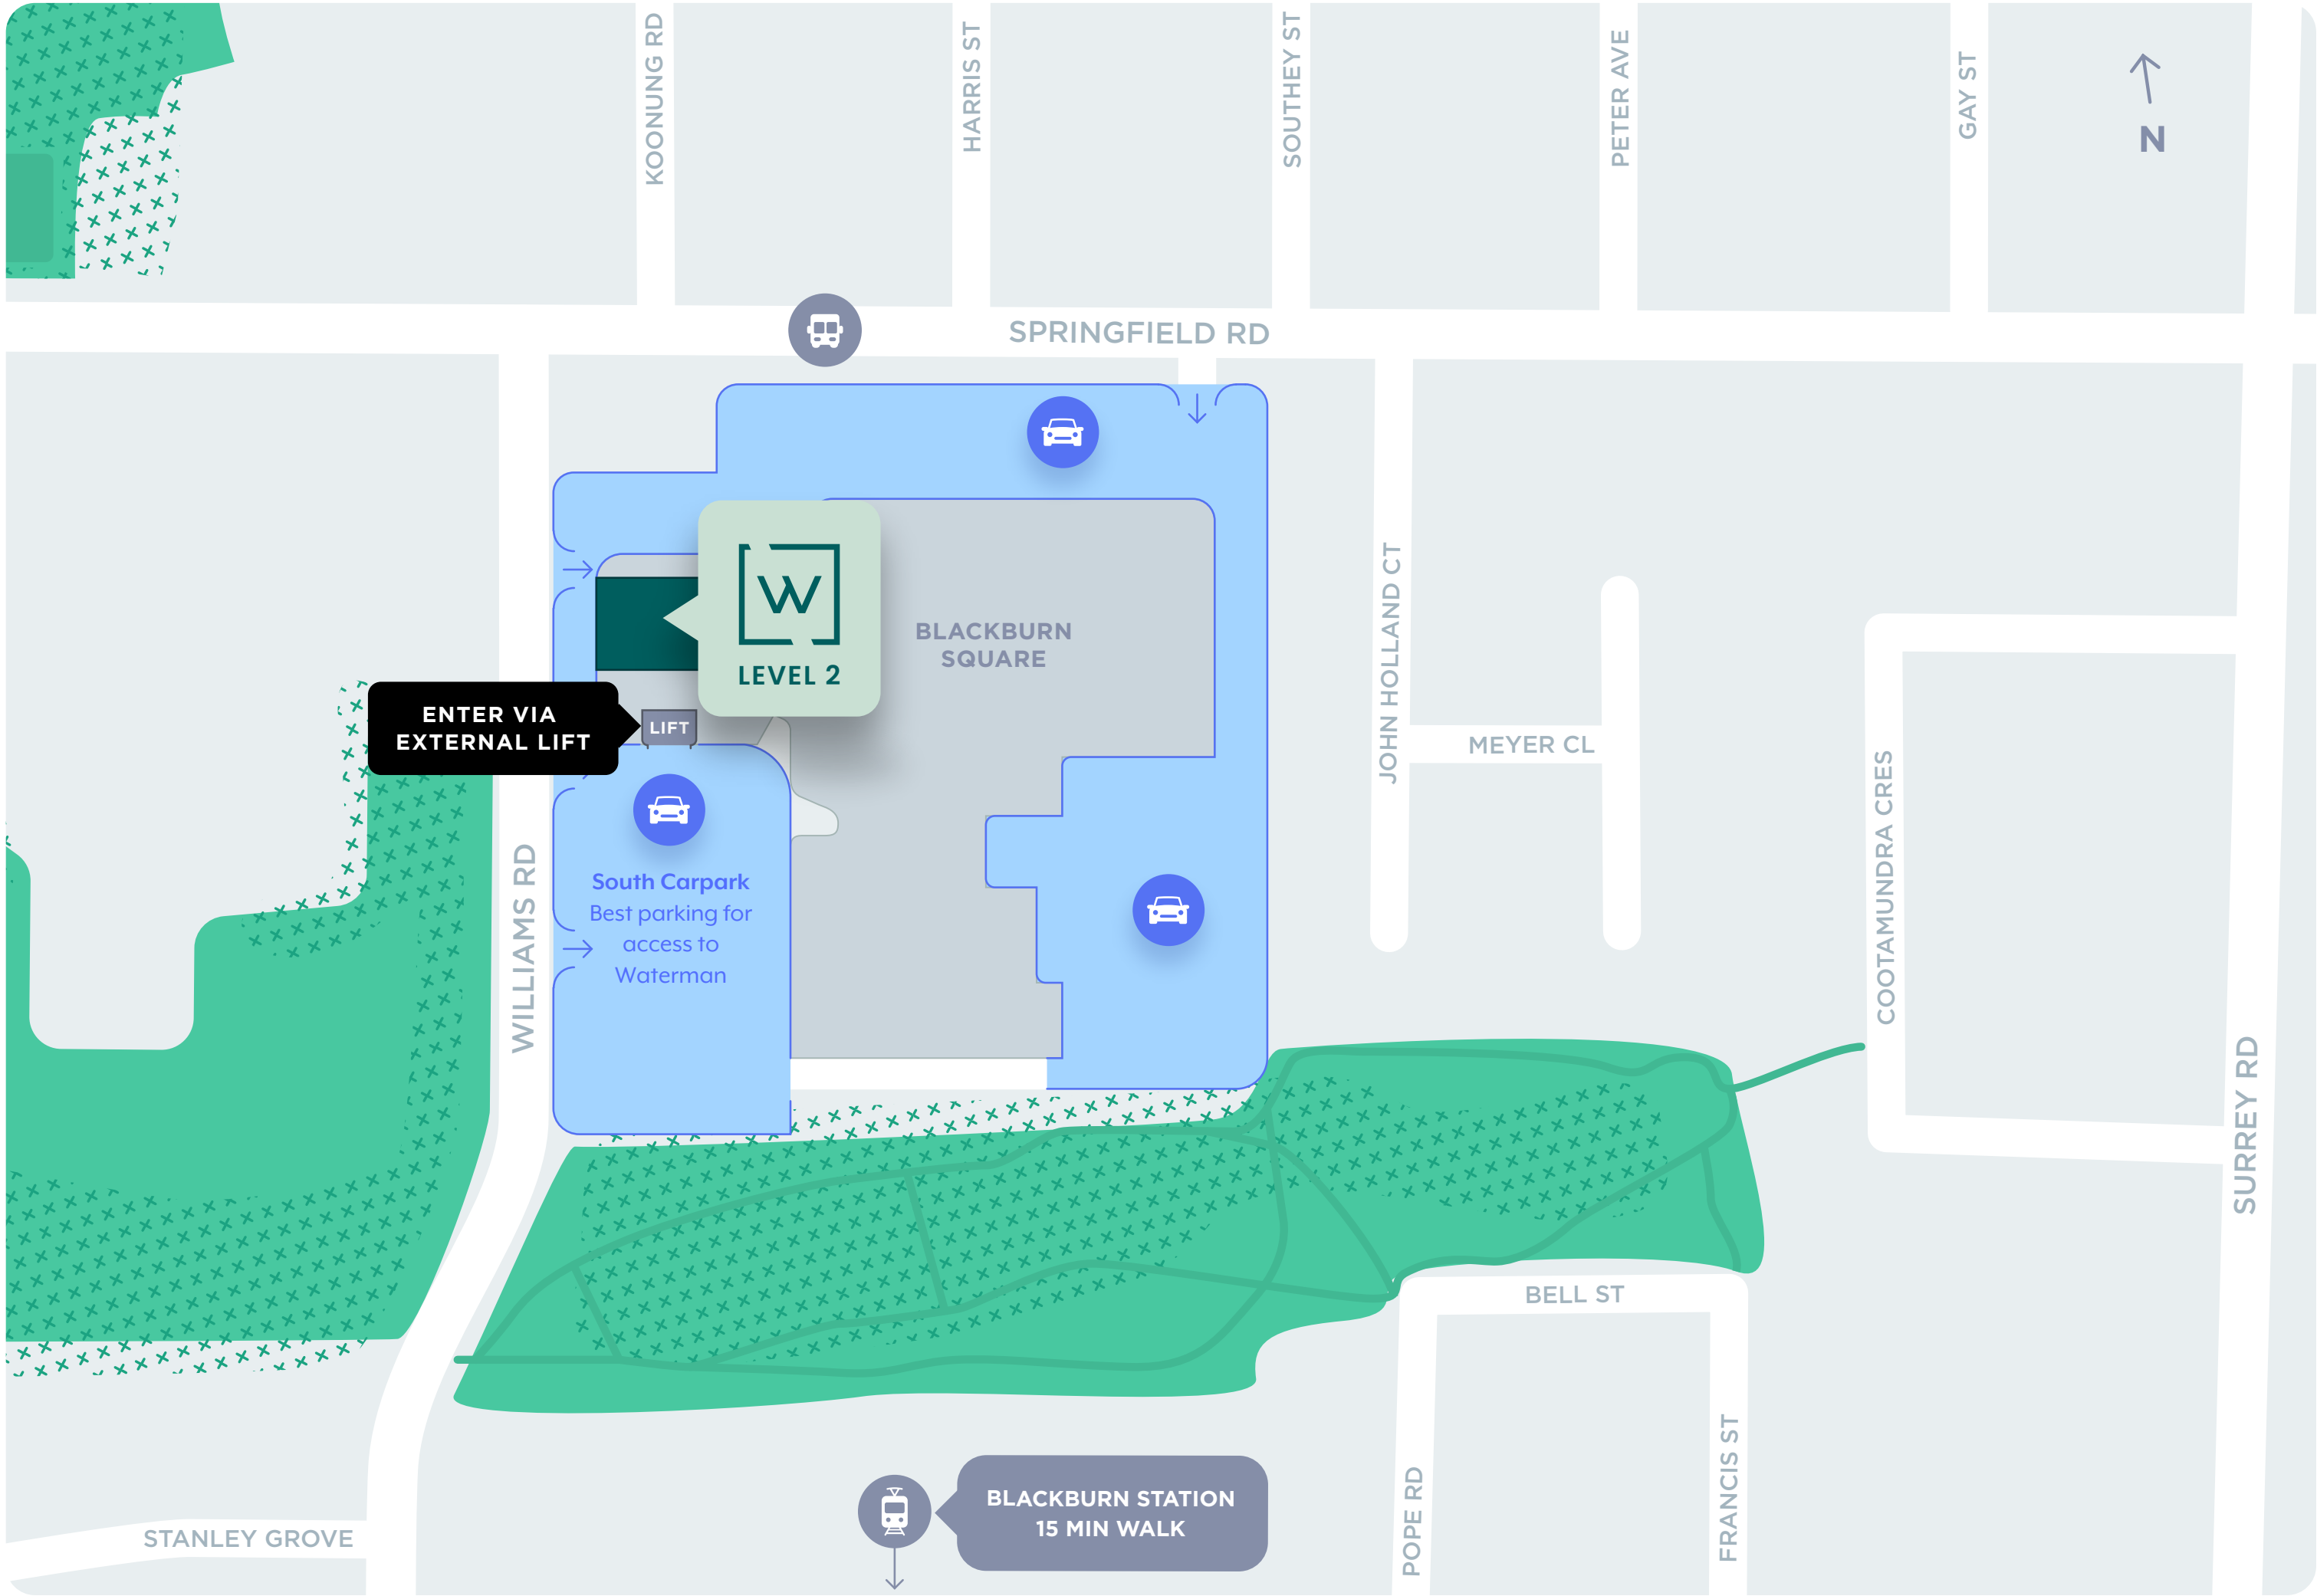 KOONUNG RD
HARRIS ST
SOUTHEY ST
PETER AVE
GAY ST
N
SPRINGFIELD RD
W
LEVEL 2
BLACKBURN
SQUARE
ENTER VIA
EXTERNAL LIFT
LIFT
JOHN HOLLAND CT
MEYER CL
COOTAMUNDRA CRES
WILLIAMS RD
South Carpark
Best parking for
access to
Waterman
SURREY RD
BELL ST
POPE RD
FRANCIS ST
BLACKBURN STATION
15 MIN WALK
STANLEY GROVE